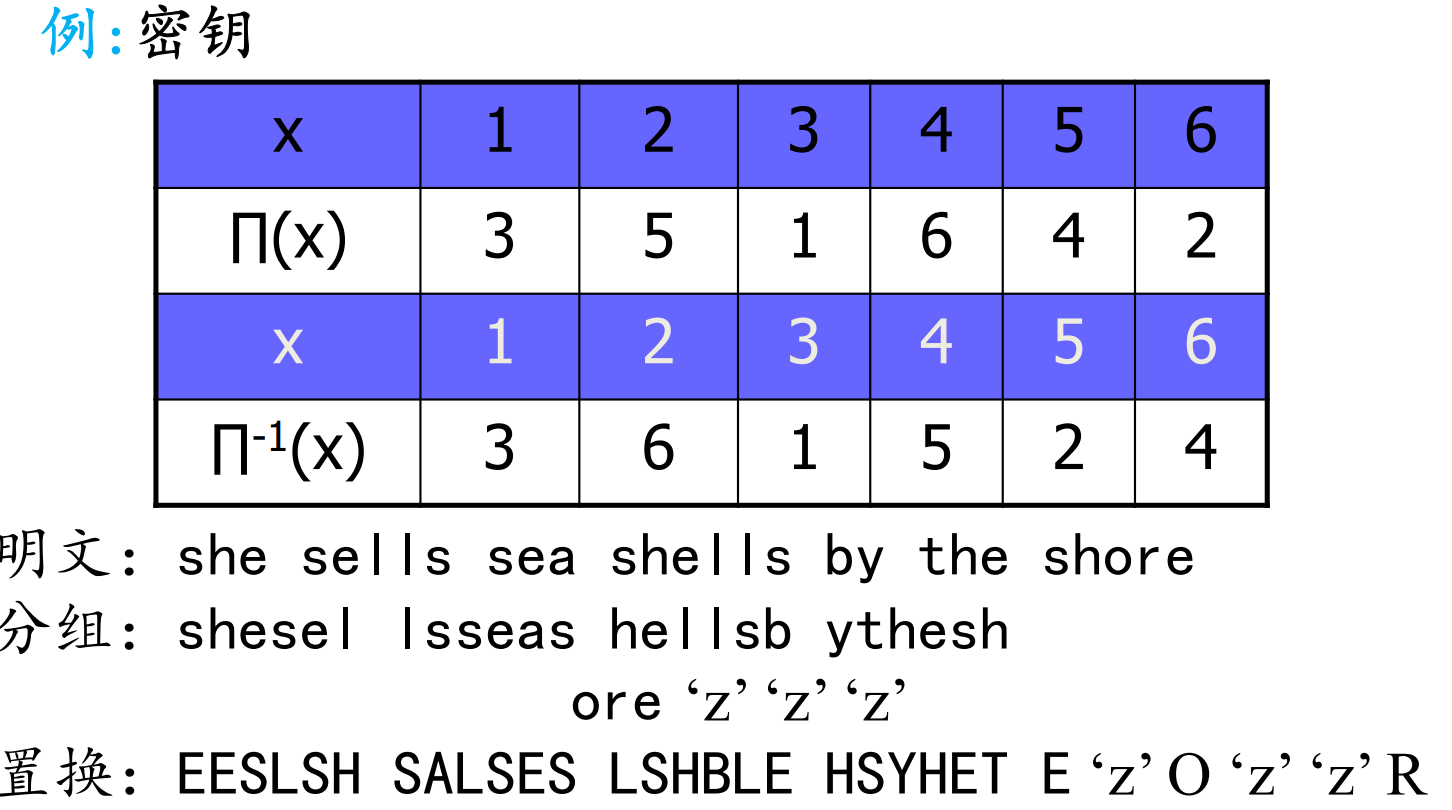 例:密钥
x 1 2 3 4 5 6
∏(x) 3 5 1 6 4 2
x 1 2 3 4 5 6
∏-1(x) 3 6 1 5 2 4
明文：she sells sea shells by the shore
分组：shesel lsseas hellsb ythesh
ore ‘z’ ‘z’ ‘z’
置换：EESLSH SALSES LSHBLE HSYHET E ‘z’ O ‘z’ ‘z’ R